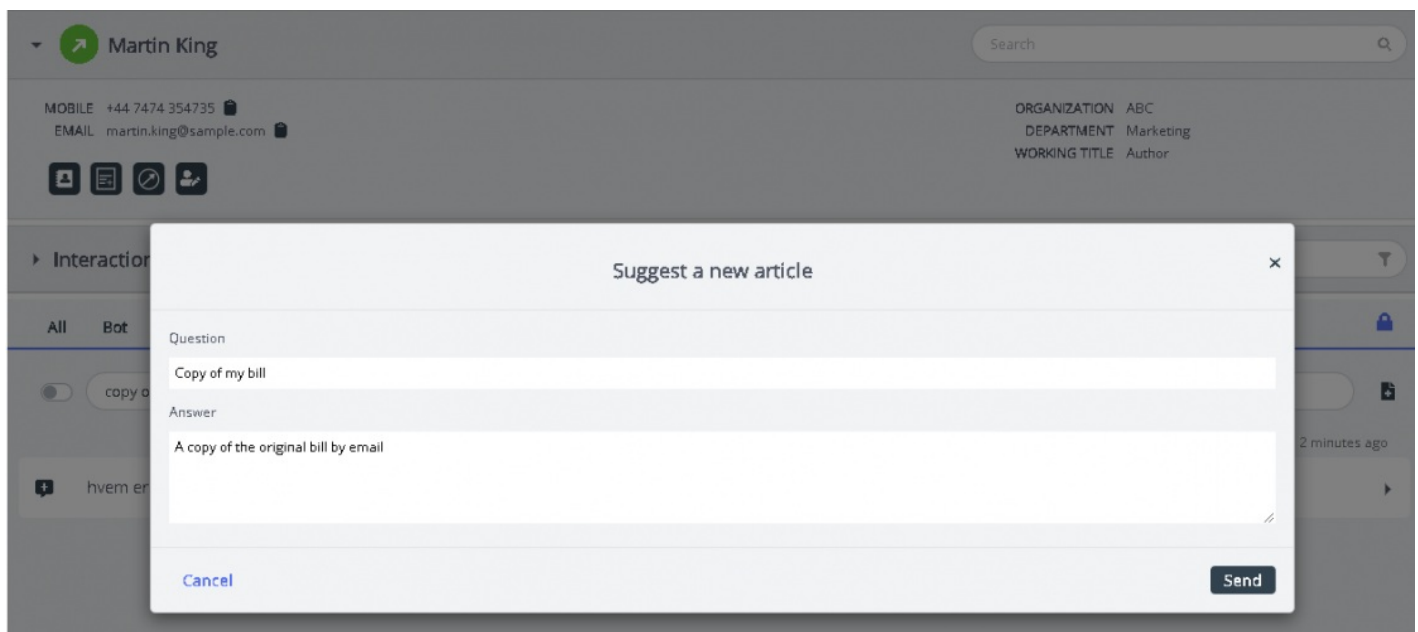 Martin King
Search
MOBILE +44 7474 354735
EMAIL martin.king@sample.com
ORGANIZATION ABC
DEPARTMENT Marketing
WORKING TITLE Author
Interaction
Suggest a new article
×
All Bot
Question
Copy of my bill
copy o
Answer
A copy of the original bill by email
2 minutes ago
hvem er
Cancel
Send